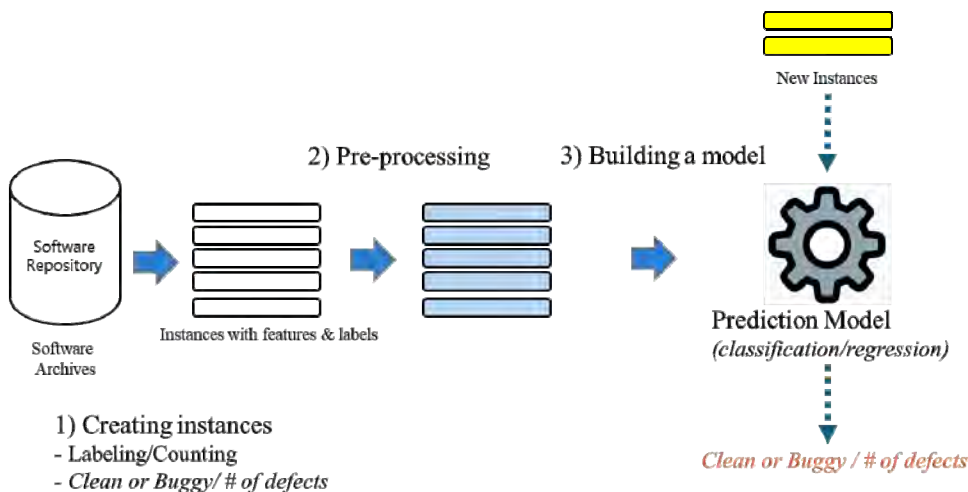 New Instances
2) Pre-processing
3) Building a model
Software
Repository
Instances with features & labels
Software
Archives
Prediction Model
(classification/regression)
1) Creating instances
- Labeling/Counting
- Clean or Buggy/ # of defects
Clean or Buggy / # of defects